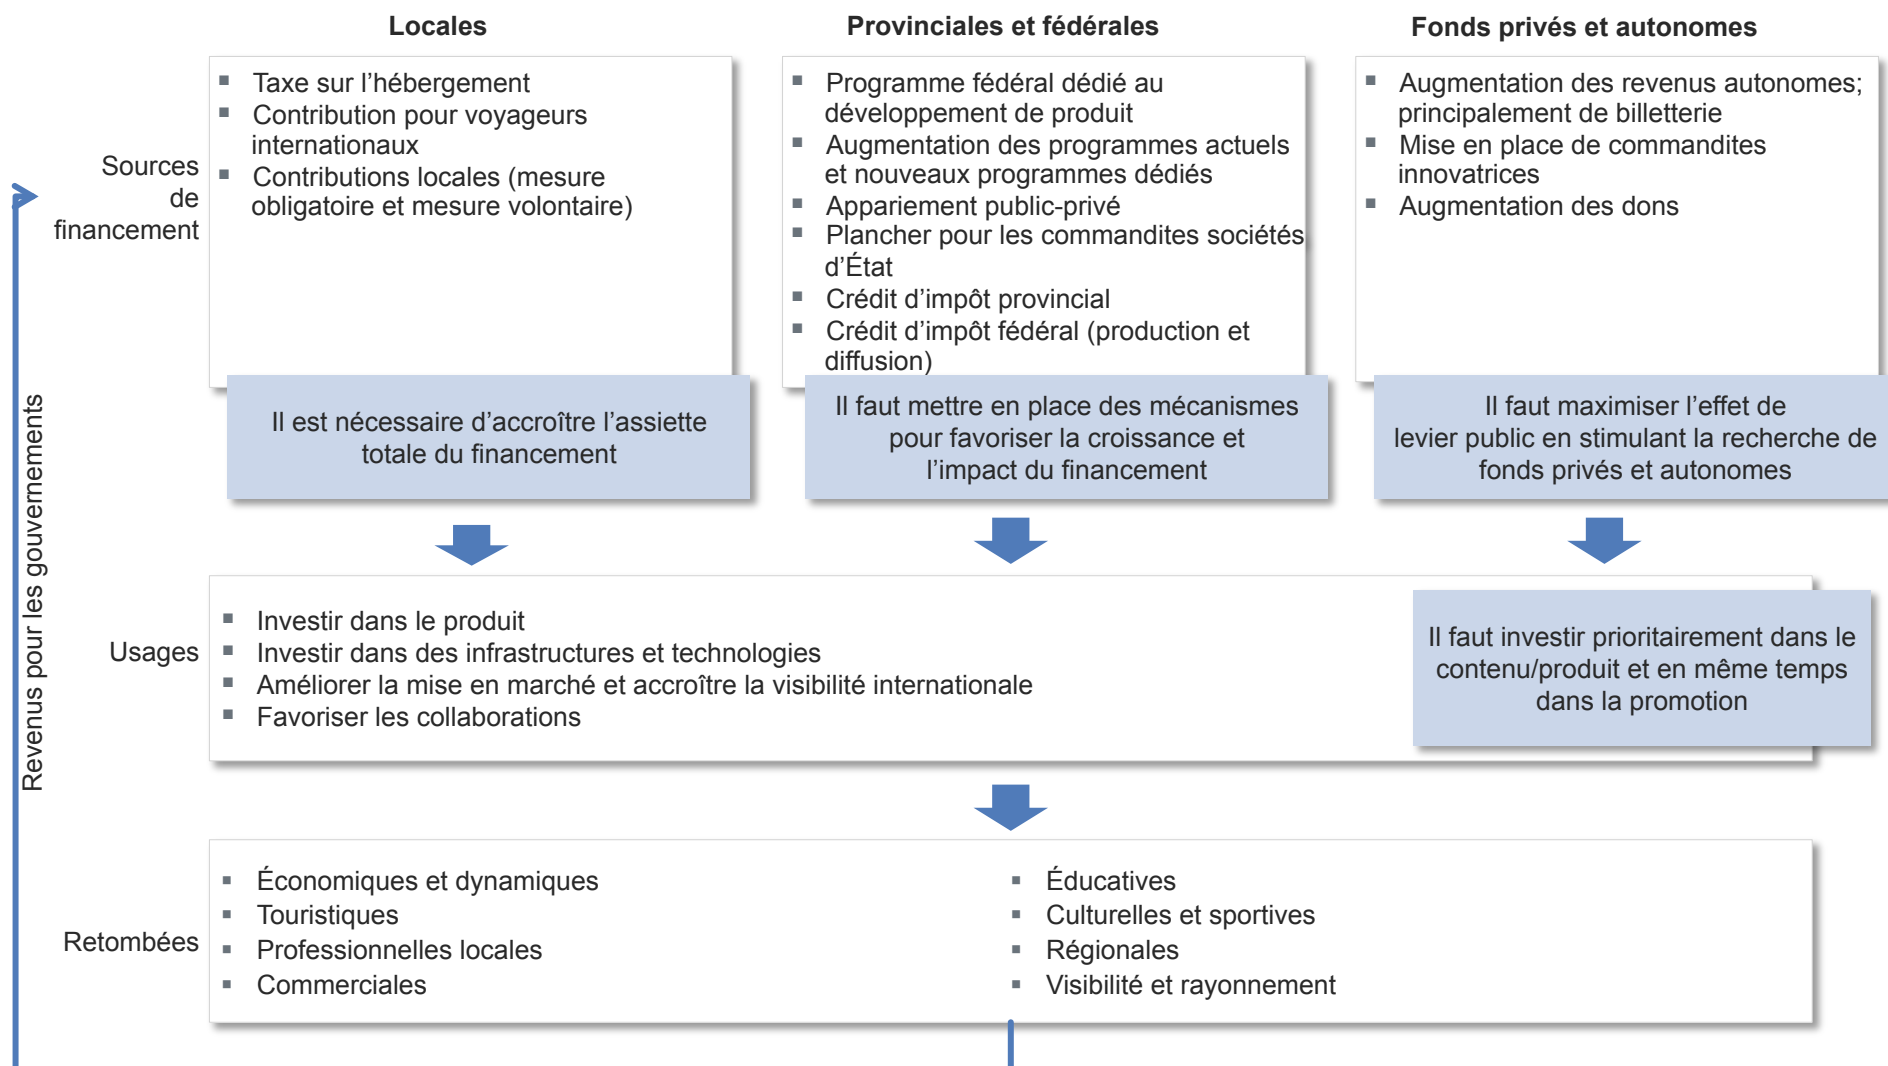 Locales
Provinciales et fédérales
Fonds privés et autonomes
Sources
de
financement
Taxe sur l’hébergement
Contribution pour voyageurs
internationaux
Contributions locales (mesure
obligatoire et mesure volontaire)
Programme fédéral dédié au
développement de produit
Augmentation des programmes actuels
et nouveaux programmes dédiés
Appariement public-privé
Plancher pour les commandites sociétés
d’État
Crédit d’impôt provincial
Crédit d’impôt fédéral (production et
diffusion)
Augmentation des revenus autonomes;
principalement de billetterie
Mise en place de commandites
innovatrices
Augmentation des dons
Il est nécessaire d’accroître l’assiette
totale du financement
Il faut mettre en place des mécanismes
pour favoriser la croissance et
l’impact du financement
Il faut maximiser l’effet de
levier public en stimulant la recherche de
fonds privés et autonomes
Revenus pour les gouvernements
Usages
Investir dans le produit
Investir dans des infrastructures et technologies
Améliorer la mise en marché et accroître la visibilité internationale
Favoriser les collaborations
Il faut investir prioritairement dans le
contenu/produit et en même temps
dans la promotion
Retombées
Économiques et dynamiques
Touristiques
Professionnelles locales
Commerciales
Éducatives
Culturelles et sportives
Régionales
Visibilité et rayonnement